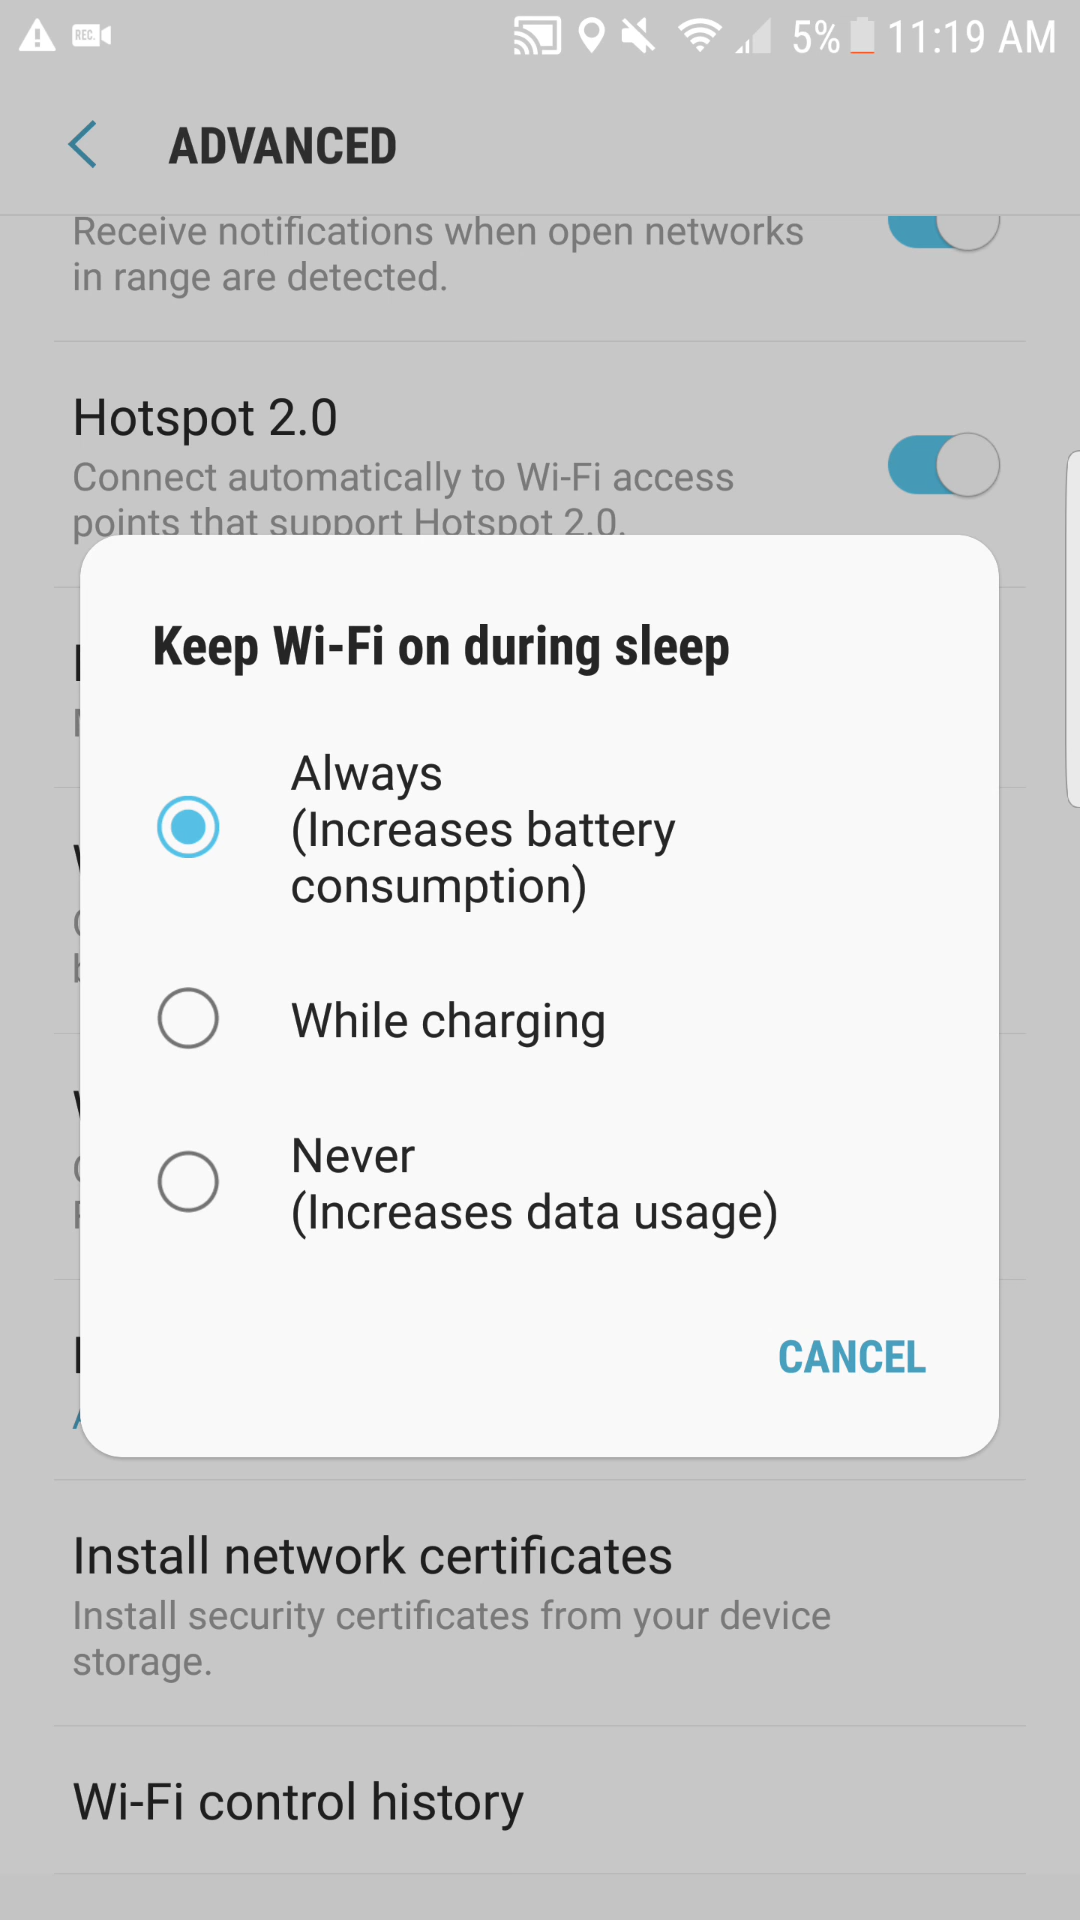 REC.
5% 11:19 AM
ADVANCED
Receive notifications when open networks
in range are detected.
Hotspot 2.0
Connect automatically to Wi-Fi access
points that support Hotspot 2.0.
Keep Wi-Fi on during sleep
Always
(Increases battery
consumption)
While charging
Never
(Increases data usage)
CANCEL
Install network certificates
Install security certificates from your device
storage.
Wi-Fi control history